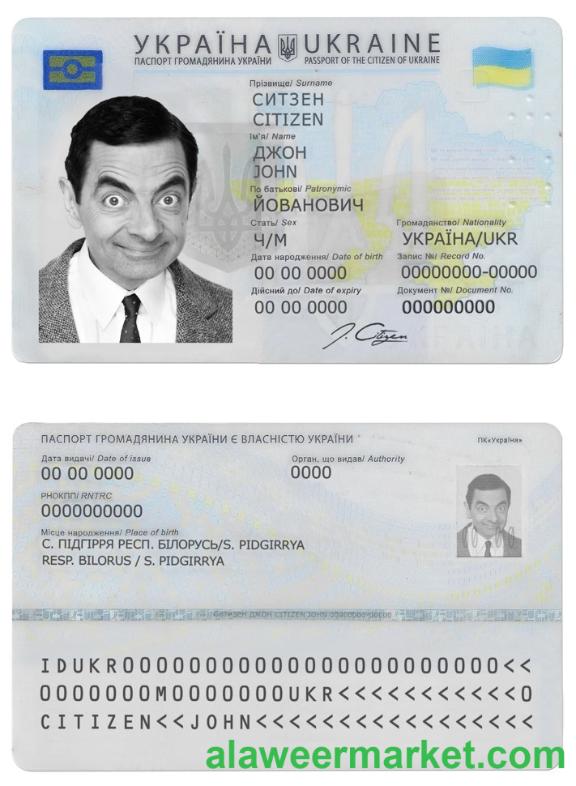 УКРАЇНА UKRAINE
ПАСПОРТ ГРОМАДЯНИНА УКРАЇНИ PASSPORT OF THE CITIZEN OF UKRAINE
Прізвище/ Surname
СИТЗЕН
CITIZEN
Ім'я/ Name
ДЖОН
JOHN
По батькові/ Patronymic
ЙОВАНОВИЧ
Стать/ Sex Громадянство/ Nationality
Ч/М УКРАЇНА/UKR
Дата народження/ Date of birth Запис №/ Record No.
00 00 0000 00000000-00000
Дійсний до/ Date of expiry Документ №/ Document No.
00 00 0000 000000000
J. Citizen
ПАСПОРТ ГРОМАДЯНИНА УКРАЇНИ Є ВЛАСНІСТЮ УКРАЇНИ ПК«Україна»
Дата видачі/ Date of issue Орган, що видав/ Authority
00 00 0000 0000
РНОКПП/ RNTRC
0000000000
Місце народження/ Place of birth
С. ПІДГІРРЯ РЕСП. БІЛОРУСЬ/S. PIDGIRRYA
RESP. BILORUS / S. PIDGIRRYA
СИТИЗЕН ДЖОН CITIZEN JOHN
IDUKR00000000000000000000000<<
0000000M0000000UKR<<<<<<<<<<<0
CITIZEN<<JOHN<<<<<<<<<<<<<<<<<
alaweermarket.com